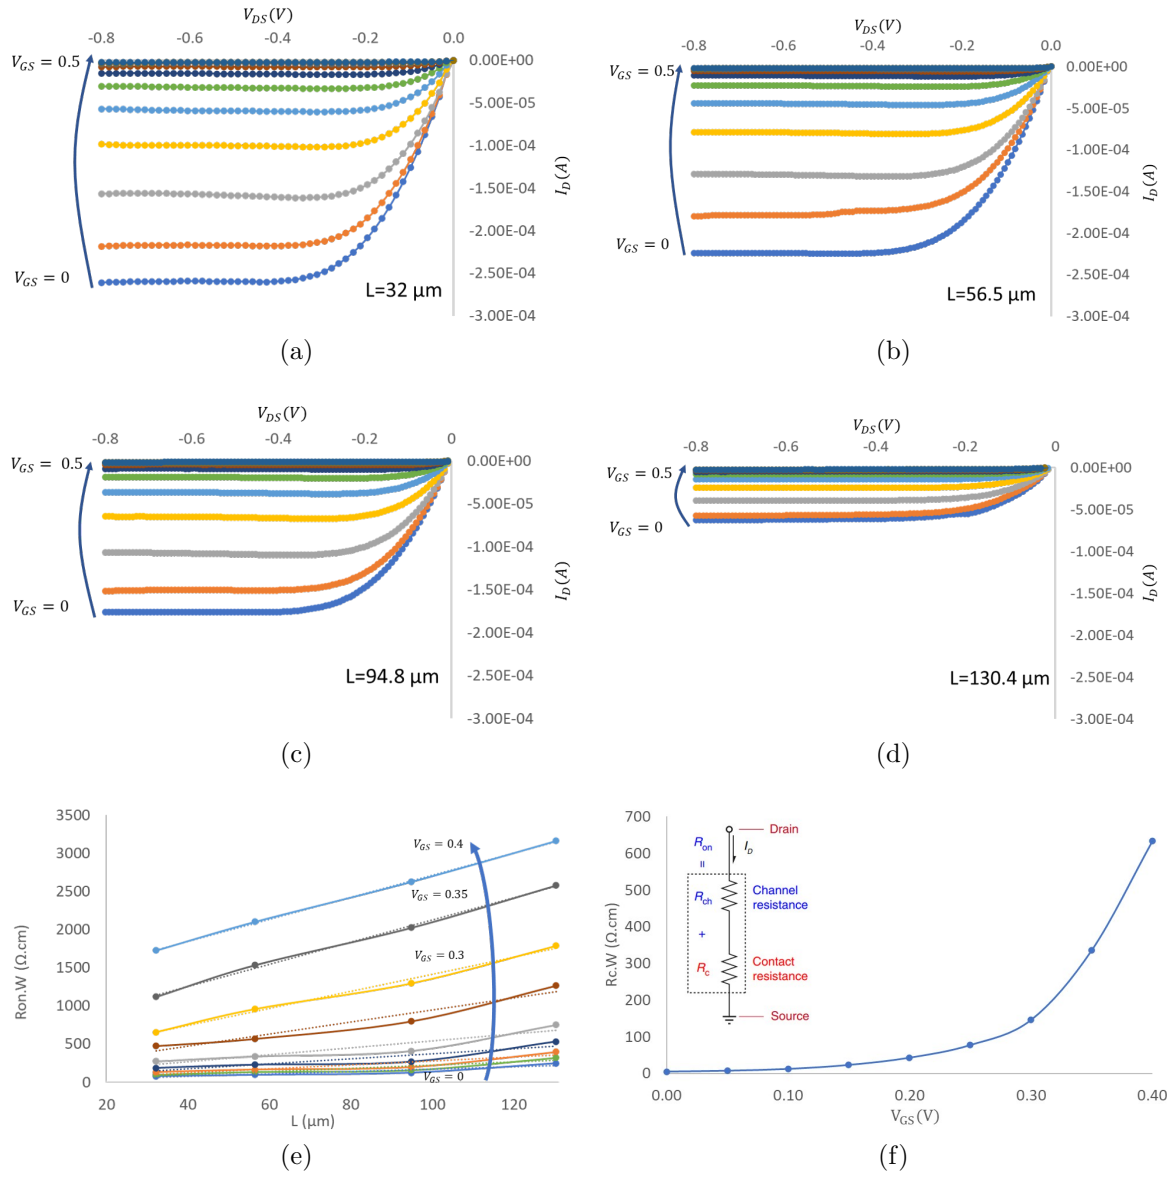 V_DS(V)
-0.8 -0.6 -0.4 -0.2 0.0
V_GS = 0.5
0.00E+00
-5.00E-05
-1.00E-04
-1.50E-04
-2.00E-04
-2.50E-04
-3.00E-04
I_D(A)
V_GS = 0
L=32 μm
(a)
V_DS(V)
-0.8 -0.6 -0.4 -0.2 0.0
V_GS = 0.5
0.00E+00
-5.00E-05
-1.00E-04
-1.50E-04
-2.00E-04
-2.50E-04
-3.00E-04
I_D(A)
V_GS = 0
L=56.5 μm
(b)
V_DS(V)
-0.8 -0.6 -0.4 -0.2 0
V_GS = 0.5
0.00E+00
-5.00E-05
-1.00E-04
-1.50E-04
-2.00E-04
-2.50E-04
-3.00E-04
I_D(A)
V_GS = 0
L=94.8 μm
(c)
V_DS(V)
-0.8 -0.6 -0.4 -0.2 0
V_GS = 0.5
0.00E+00
-5.00E-05
-1.00E-04
-1.50E-04
-2.00E-04
-2.50E-04
-3.00E-04
I_D(A)
V_GS = 0
L=130.4 μm
(d)
3500
3000
2500
2000
1500
1000
500
0
Ron.W (Ω.cm)
V_GS = 0.4
V_GS = 0.35
V_GS = 0.3
V_GS = 0
20 40 60 80 100 120
L (μm)
(e)
700
600
500
400
300
200
100
0
Rc.W (Ω.cm)
Drain
R_on
I_D
=
R_ch
Channel
resistance
+
R_c
Contact
resistance
Source
0.00 0.10 0.20 0.30 0.40
V_GS(V)
(f)